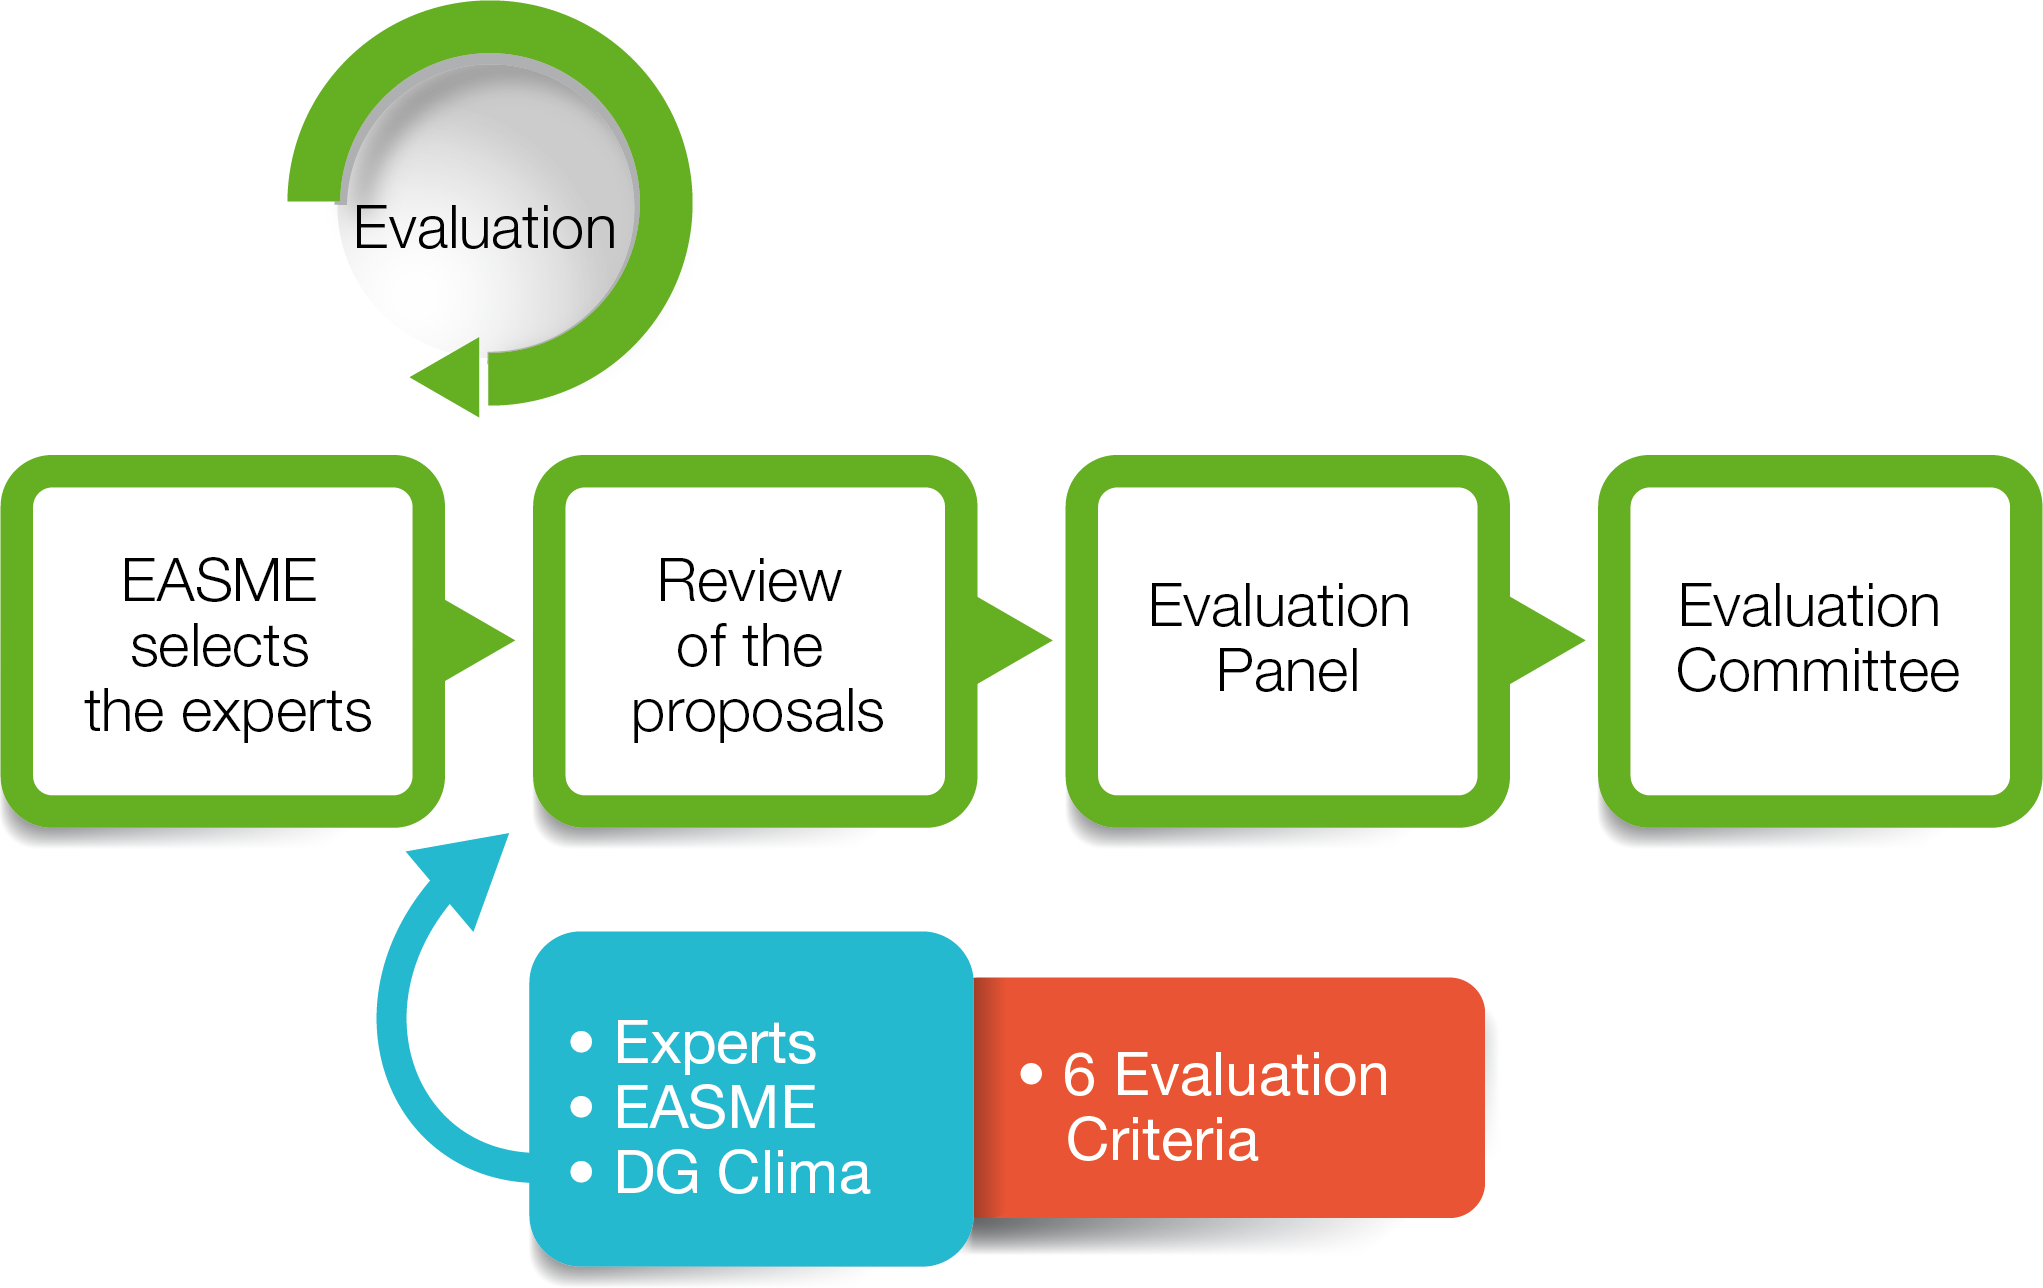 Evaluation
EASME
selects
the experts
Review
of the
proposals
Evaluation
Panel
Evaluation
Committee
• Experts
• EASME
• DG Clima
• 6 Evaluation
Criteria